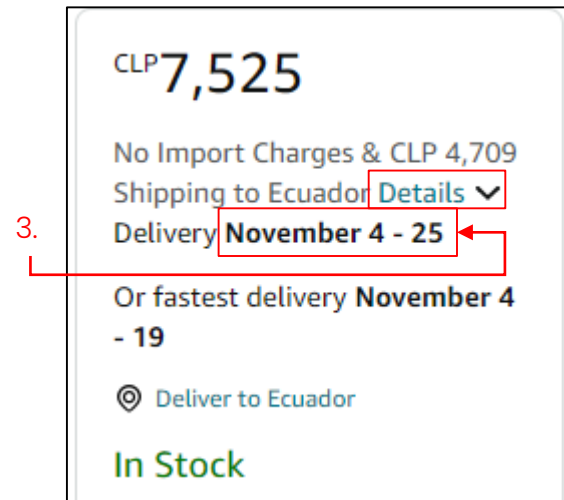 CLP7,525
No Import Charges & CLP 4,709
Shipping to Ecuador Details
3.
Delivery November 4 - 25
Or fastest delivery November 4
- 19
Deliver to Ecuador
In Stock